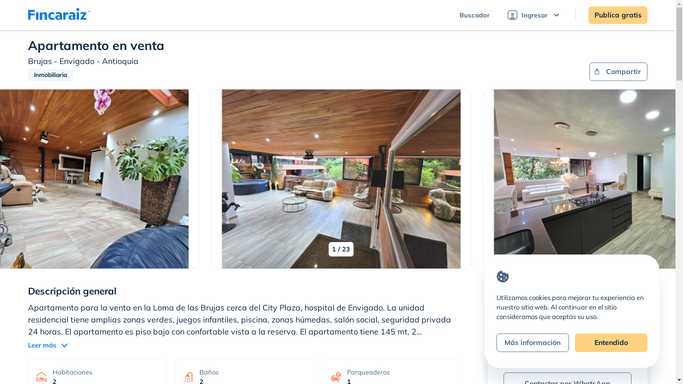 Fincaraiz
Buscador
Ingresar
Publica gratis
Apartamento en venta
Brujas - Envigado - Antioquia
Inmobiliaria
Compartir
1 / 23
Descripción general
Apartamento para la venta en la Loma de las Brujas cerca del City Plaza, hospital de Envigado. La unidad
residencial tiene amplias zonas verdes, juegos infantiles, piscina, zonas húmedas, salón social, seguridad privada
24 horas. El apartamento es piso bajo con confortable vista a la reserva. El apartamento tiene 145 mt, 2...
Leer más
Habitaciones
2
Baños
2
Parqueaderos
1
Utilizamos cookies para mejorar tu experiencia en
nuestro sitio web. Al continuar en el sitio
consideramos que aceptas su uso.
Más información
Entendido
Contactar por WhatsApp